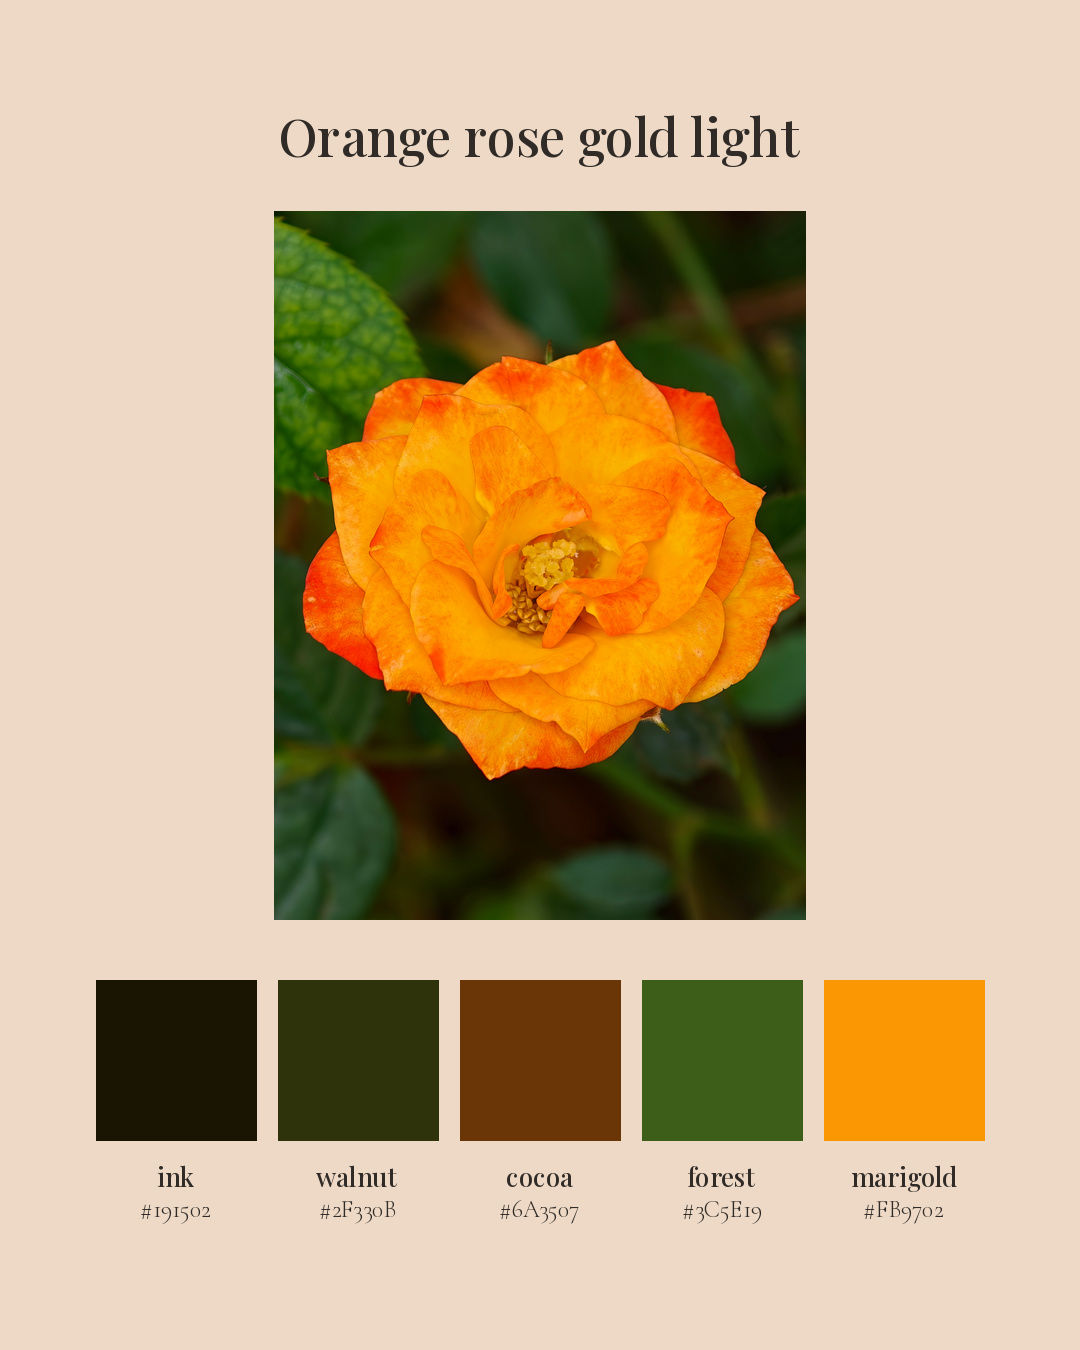 Orange rose gold light
ink
walnut
cocoa
forest
marigold
#191502
#2F330B
#6A3507
#3C5E19
#FB9702